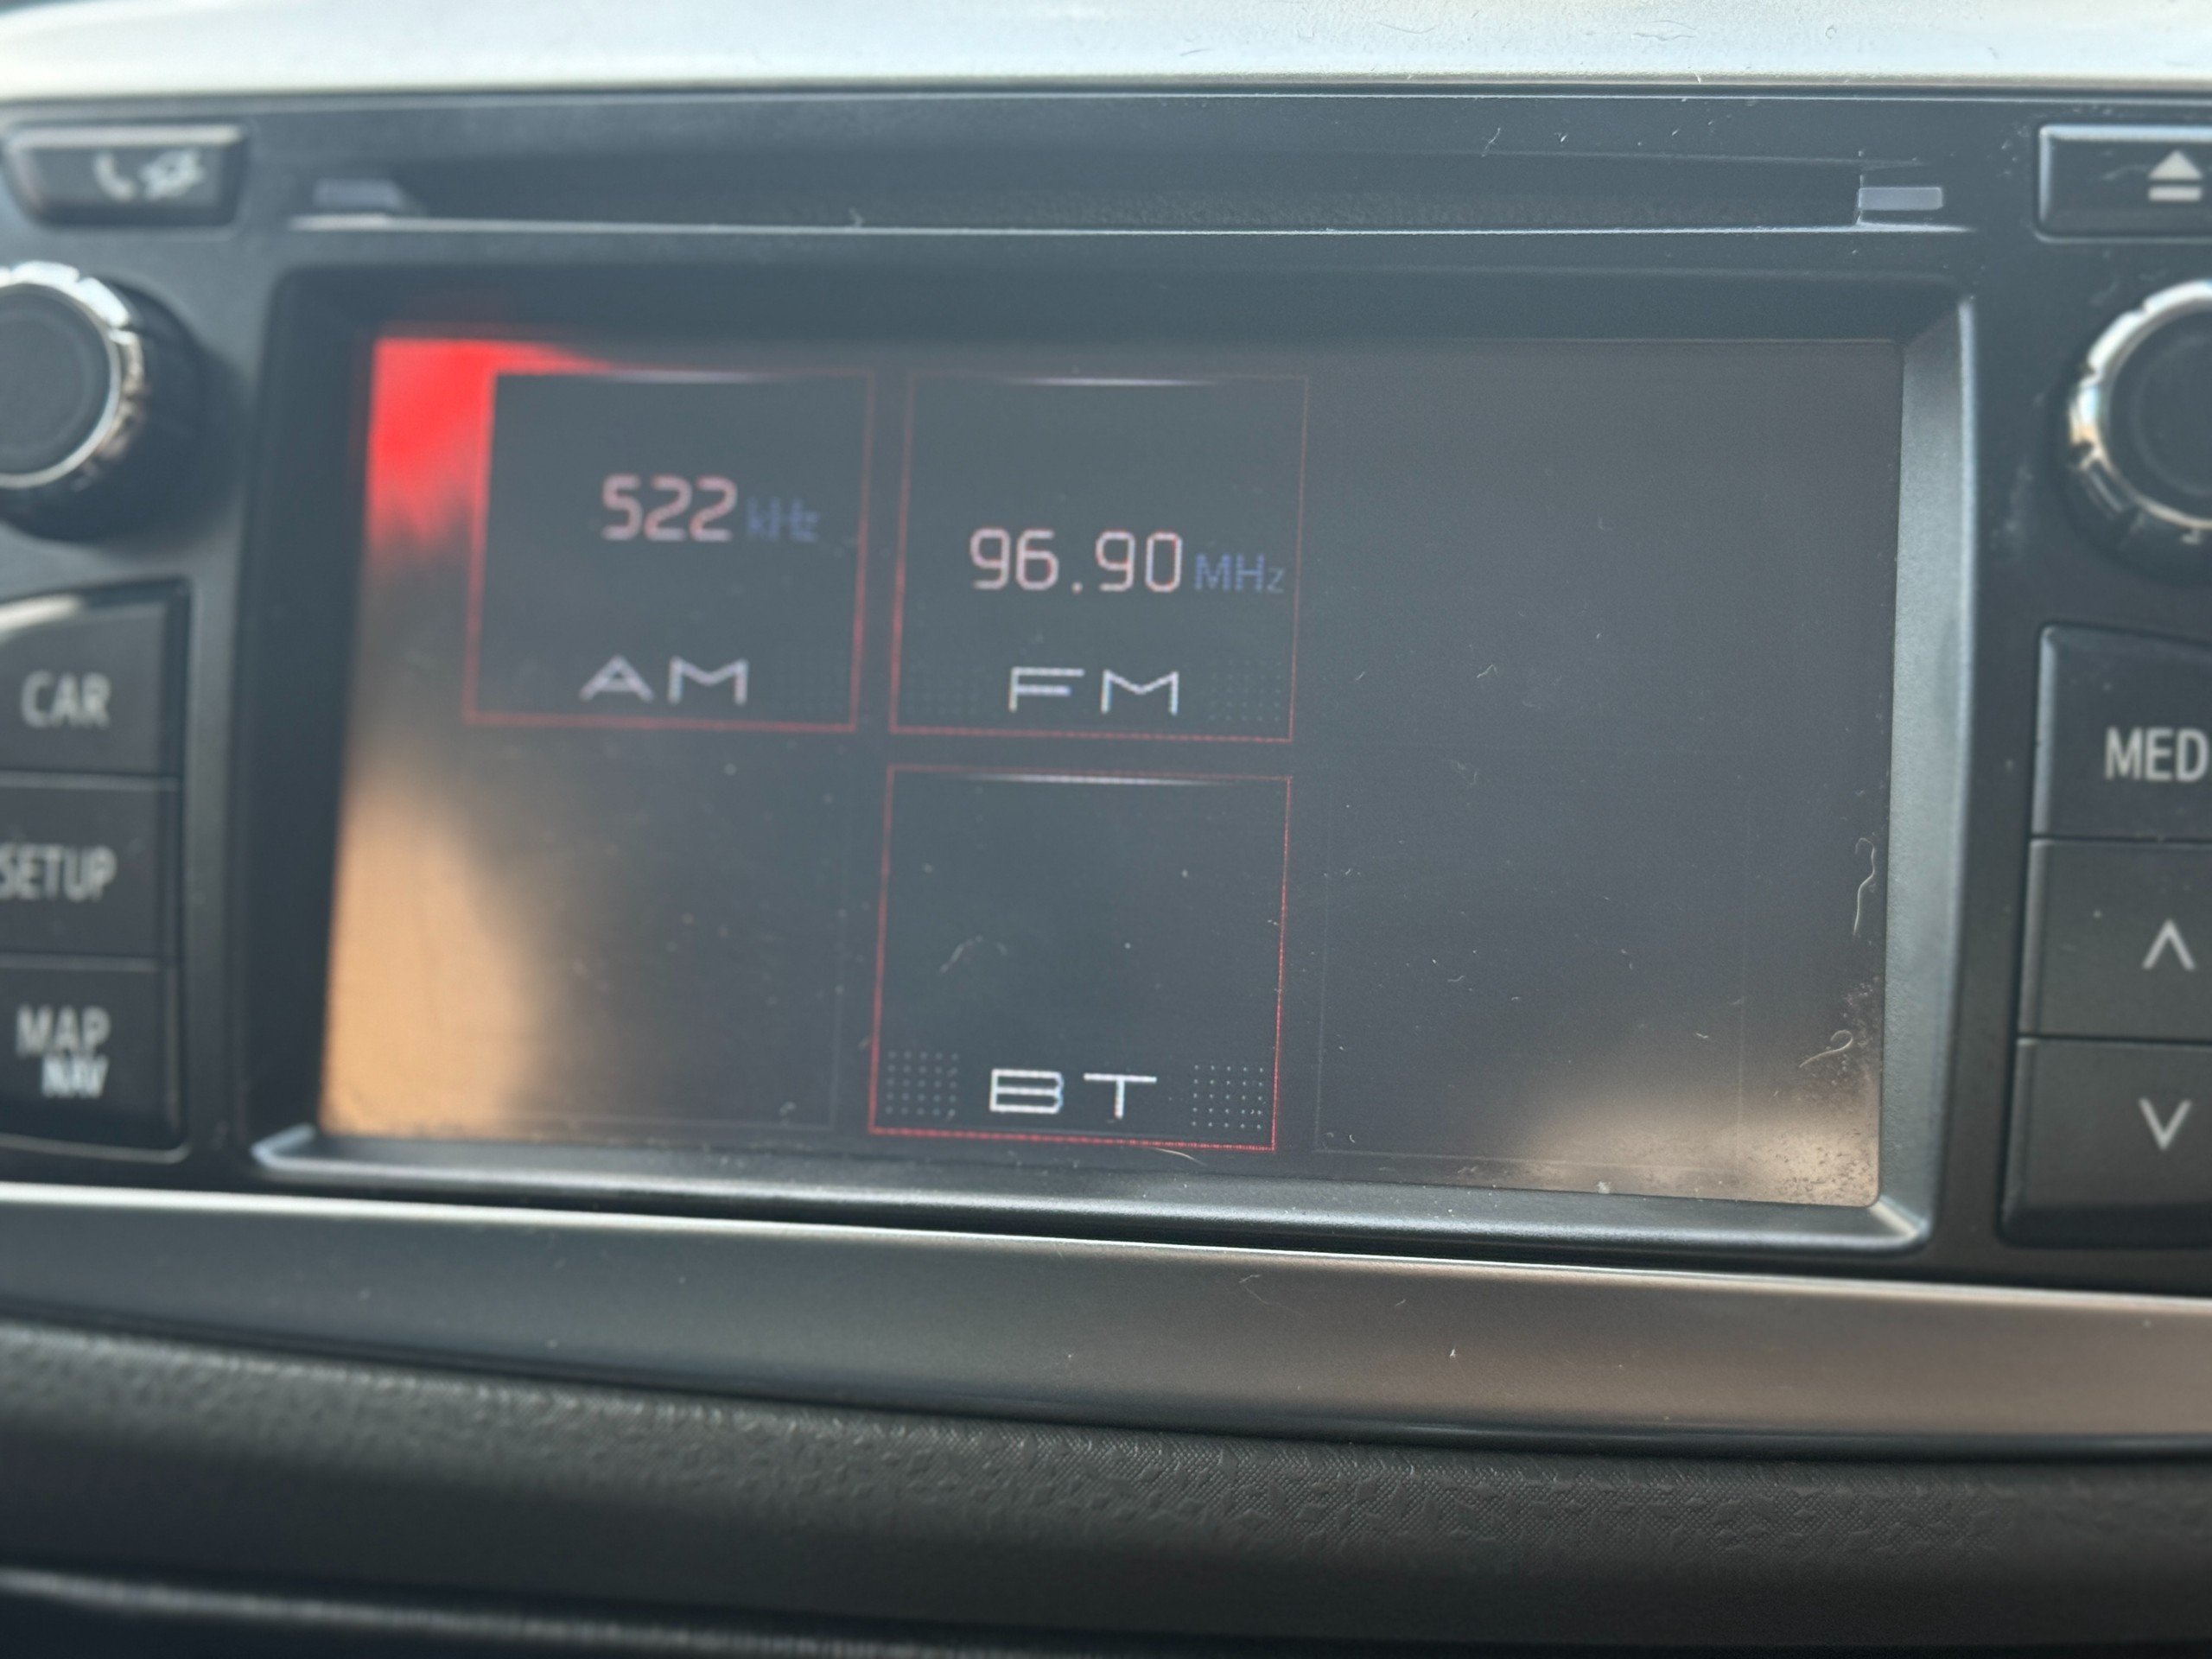 522 kHz
AM
96.90 MHz
FM
BT
CAR
SETUP
MAP
NAV
MED